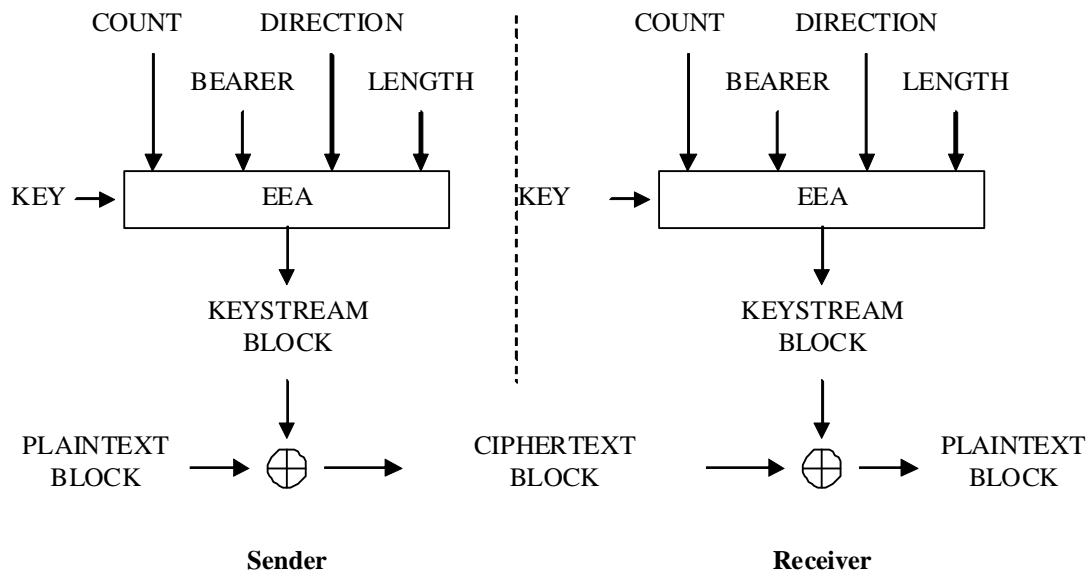 COUNT DIRECTION COUNT DIRECTION
BEARER LENGTH BEARER LENGTH
KEY EEA KEY EEA
KEYSTREAM KEYSTREAM
BLOCK BLOCK
PLAINTEXT CIPHERTEXT PLAINTEXT
BLOCK BLOCK BLOCK
Sender Receiver